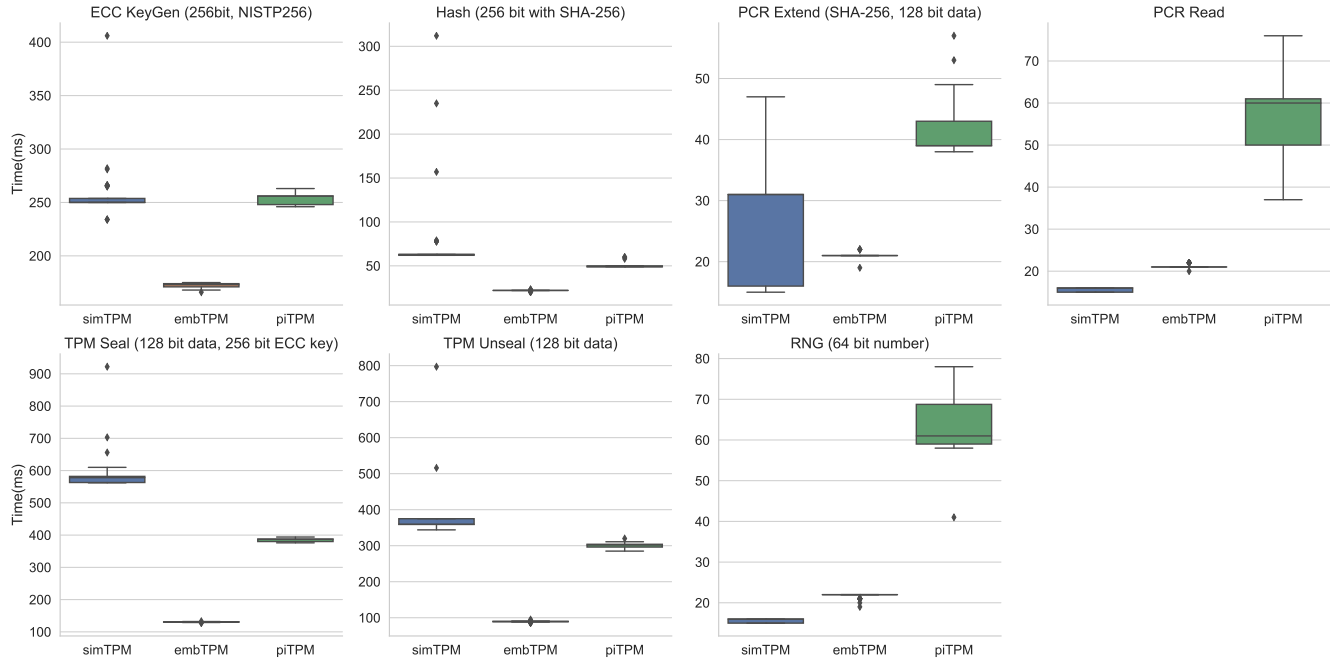 ECC KeyGen (256bit, NISTP256)
400
350
300
250
200
Time(ms)
simTPM embTPM piTPM
Hash (256 bit with SHA-256)
300
250
200
150
100
50
simTPM embTPM piTPM
PCR Extend (SHA-256, 128 bit data)
50
40
30
20
simTPM embTPM piTPM
PCR Read
70
60
50
40
30
20
simTPM embTPM piTPM
TPM Seal (128 bit data, 256 bit ECC key)
900
800
700
600
500
400
300
200
100
Time(ms)
simTPM embTPM piTPM
TPM Unseal (128 bit data)
800
700
600
500
400
300
200
100
simTPM embTPM piTPM
RNG (64 bit number)
80
70
60
50
40
30
20
simTPM embTPM piTPM